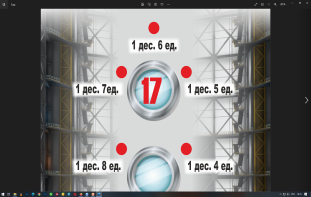 1 дес. 6 ед.
1 дес. 7ед.
17
1 дес. 5 ед.
1 дес. 8 ед.
1 дес. 4 ед.